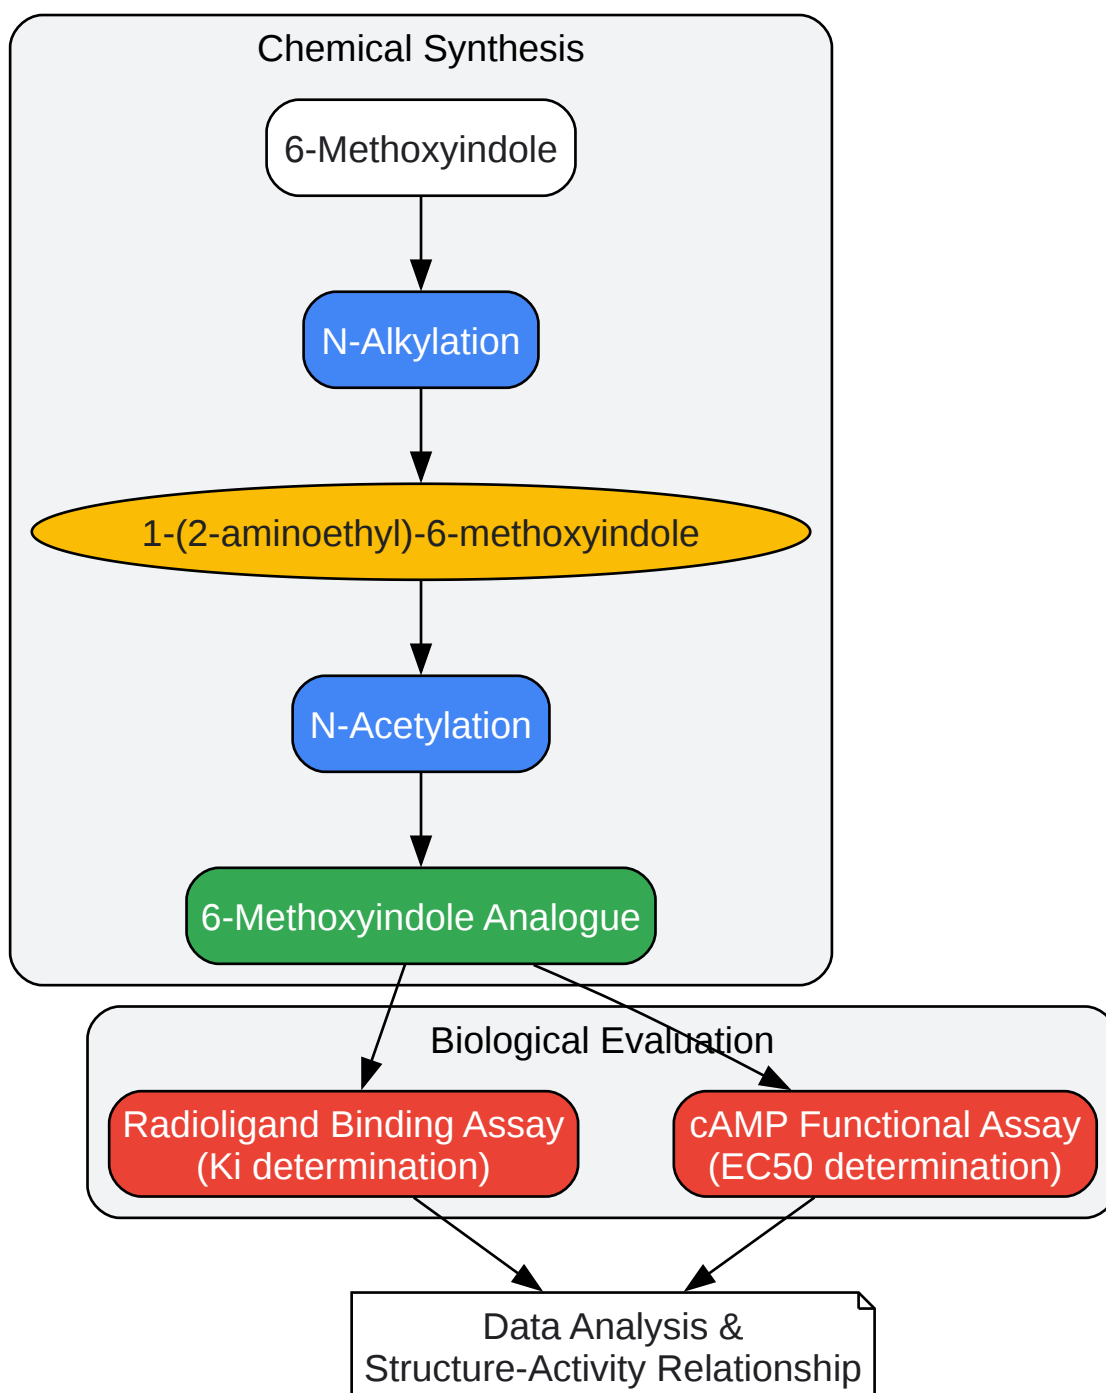 Chemical Synthesis
6-Methoxyindole
N-Alkylation
1-(2-aminoethyl)-6-methoxyindole
N-Acetylation
6-Methoxyindole Analogue
Biological Evaluation
Radioligand Binding Assay
(Ki determination)
cAMP Functional Assay
(EC50 determination)
Data Analysis &
Structure-Activity Relationship